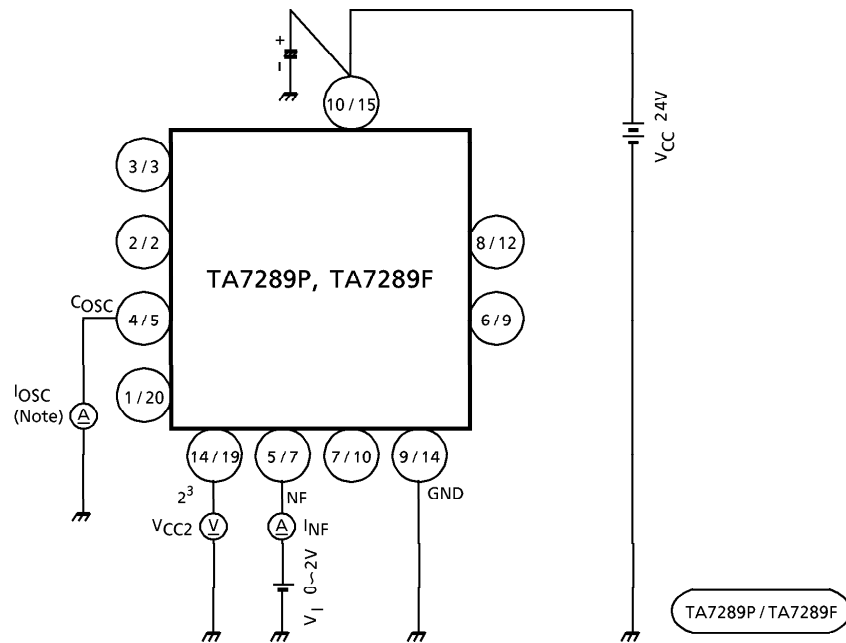 +
−
10 / 15
VCC 24V
3 / 3
2 / 2
8 / 12
TA7289P, TA7289F
COSC
4 / 5
6 / 9
IOSC
(Note)
A
1 / 20
14 / 19
5 / 7
7 / 10
9 / 14
2³
NF
GND
VCC2
V
A
INF
VI 0~2V
TA7289P / TA7289F